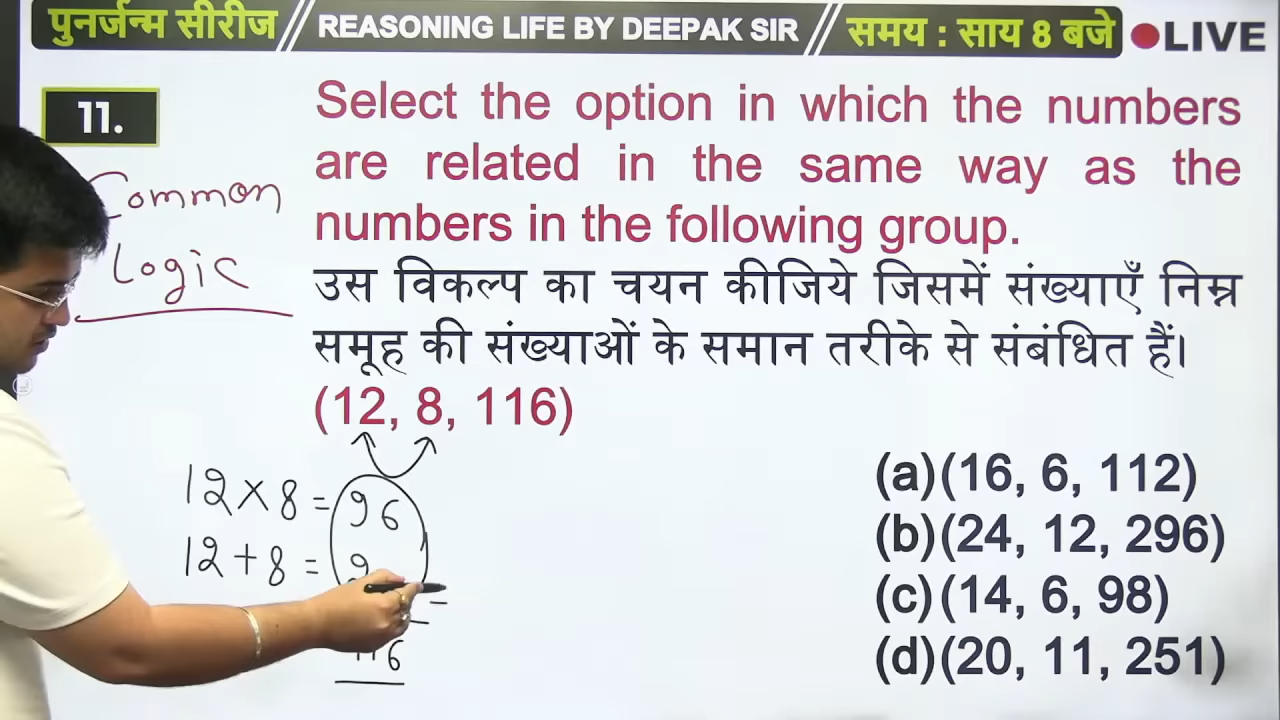 पुनर्जन्म सीरीज // REASONING LIFE BY DEEPAK SIR // समय : साय 8 बजे LIVE
11.
Select the option in which the numbers
are related in the same way as the
numbers in the following group.
Common
Logic
उस विकल्प का चयन कीजिये जिसमें संख्याएँ निम्न
समूह की संख्याओं के समान तरीके से संबंधित हैं।
(12, 8, 116)
12 × 8 = 96
12 + 8 =
(a) (16, 6, 112)
(b) (24, 12, 296)
(c) (14, 6, 98)
(d) (20, 11, 251)